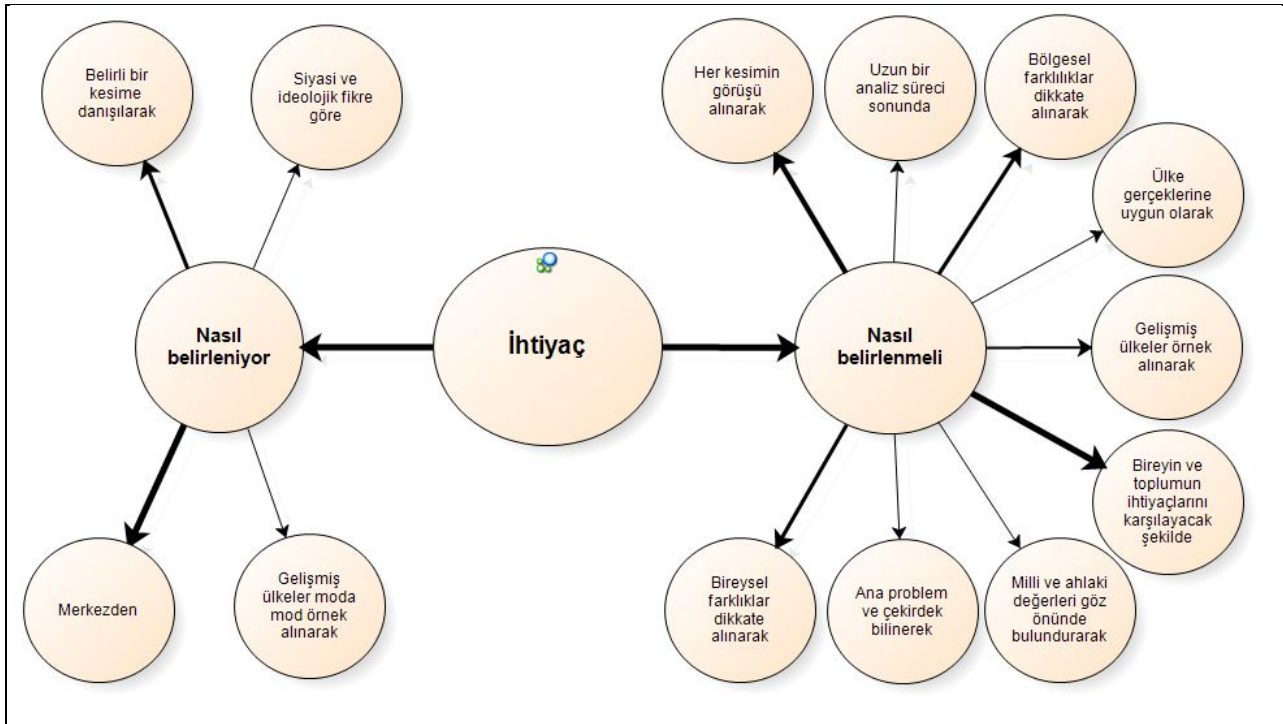 Belirli bir
kesime
danışılarak
Siyasi ve
ideolojik fikre
göre
Her kesimin
görüşü
alınarak
Uzun bir
analiz süreci
sonunda
Bölgesel
farklılıklar
dikkate
alınarak
Ülke
gerçeklerine
uygun olarak
Nasıl
belirleniyor
İhtiyaç
Nasıl
belirlenmeli
Gelişmiş
ülkeler örnek
alınarak
Bireyin ve
toplumun
ihtiyaçlarını
karşılayacak
şekilde
Merkezden
Gelişmiş
ülkeler moda
mod örnek
alınarak
Bireysel
farklıklar
dikkate
alınarak
Ana problem
ve çekirdek
bilinerek
Milli ve ahlaki
değerleri göz
önünde
bulundurarak